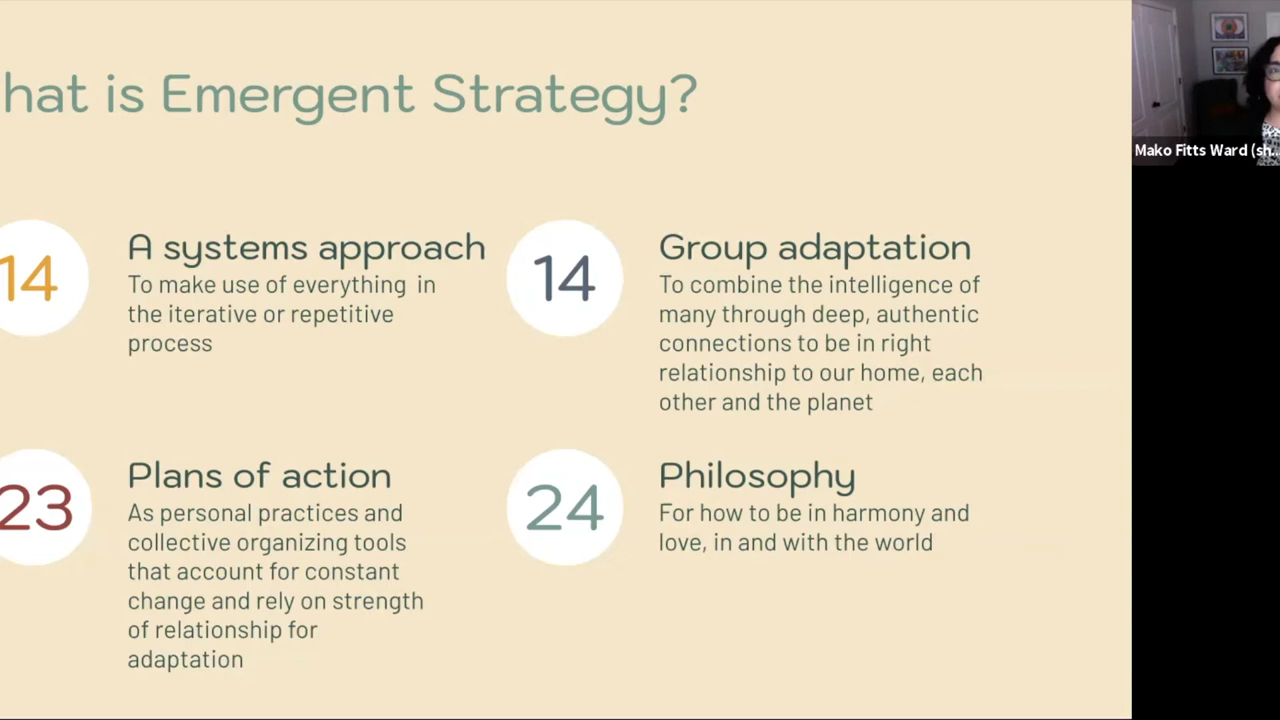 hat is Emergent Strategy?
14
A systems approach
To make use of everything in
the iterative or repetitive
process
14
Group adaptation
To combine the intelligence of
many through deep, authentic
connections to be in right
relationship to our home, each
other and the planet
23
Plans of action
As personal practices and
collective organizing tools
that account for constant
change and rely on strength
of relationship for
adaptation
24
Philosophy
For how to be in harmony and
love, in and with the world
Mako Fitts Ward (sh...